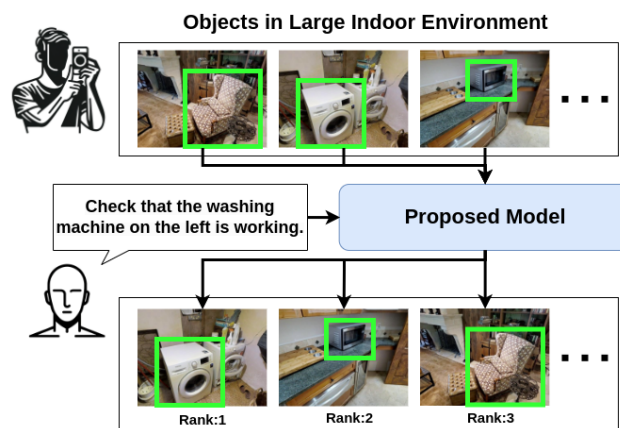 Objects in Large Indoor Environment
Check that the washing
machine on the left is working.
Proposed Model
Rank:1
Rank:2
Rank:3